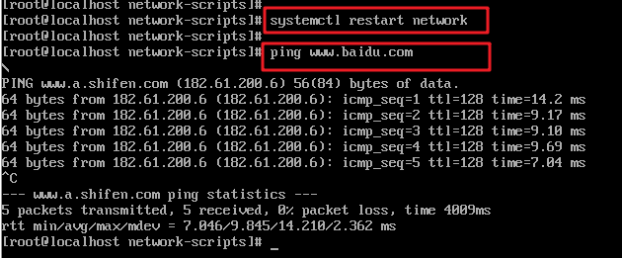 [root@localhost network-scripts]#
[root@localhost network-scripts]# systemctl restart network
[root@localhost network-scripts]#
[root@localhost network-scripts]# ping www.baidu.com
\
PING www.a.shifen.com (182.61.200.6) 56(84) bytes of data.
64 bytes from 182.61.200.6 (182.61.200.6): icmp_seq=1 ttl=128 time=14.2 ms
64 bytes from 182.61.200.6 (182.61.200.6): icmp_seq=2 ttl=128 time=9.17 ms
64 bytes from 182.61.200.6 (182.61.200.6): icmp_seq=3 ttl=128 time=9.10 ms
64 bytes from 182.61.200.6 (182.61.200.6): icmp_seq=4 ttl=128 time=9.69 ms
64 bytes from 182.61.200.6 (182.61.200.6): icmp_seq=5 ttl=128 time=7.04 ms
^C
--- www.a.shifen.com ping statistics ---
5 packets transmitted, 5 received, 0% packet loss, time 4009ms
rtt min/avg/max/mdev = 7.046/9.845/14.210/2.362 ms
[root@localhost network-scripts]# _